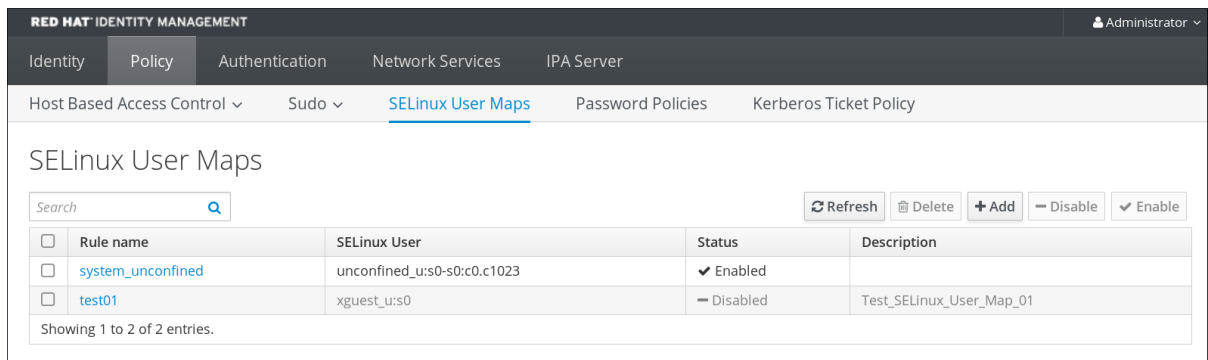 RED HAT IDENTITY MANAGEMENT Administrator
Identity Policy Authentication Network Services IPA Server
Host Based Access Control Sudo SELinux User Maps Password Policies Kerberos Ticket Policy
SELinux User Maps
Search Refresh Delete Add Disable Enable
Rule name SELinux User Status Description
system_unconfined unconfined_u:s0-s0:c0.c1023 Enabled
test01 xguest_u:s0 Disabled Test_SELinux_User_Map_01
Showing 1 to 2 of 2 entries.